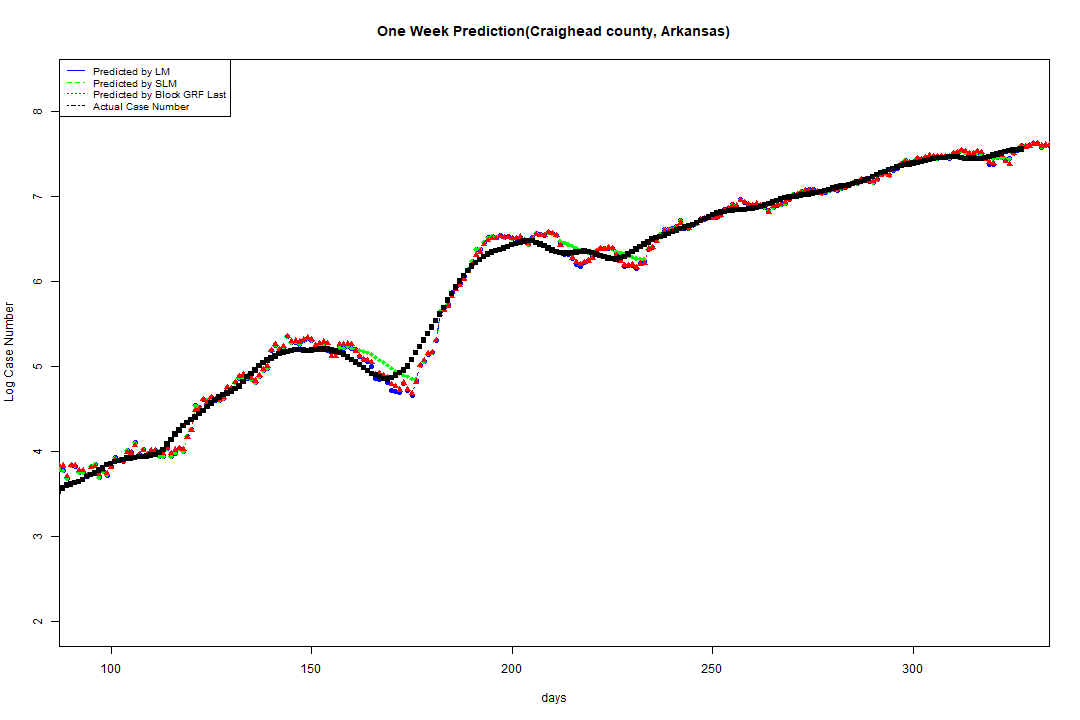 One Week Prediction(Craighead county, Arkansas)
Predicted by LM
Predicted by SLM
Predicted by Block GRF Last
Actual Case Number
Log Case Number
8
7
6
5
4
3
2
100 150 200 250 300
days